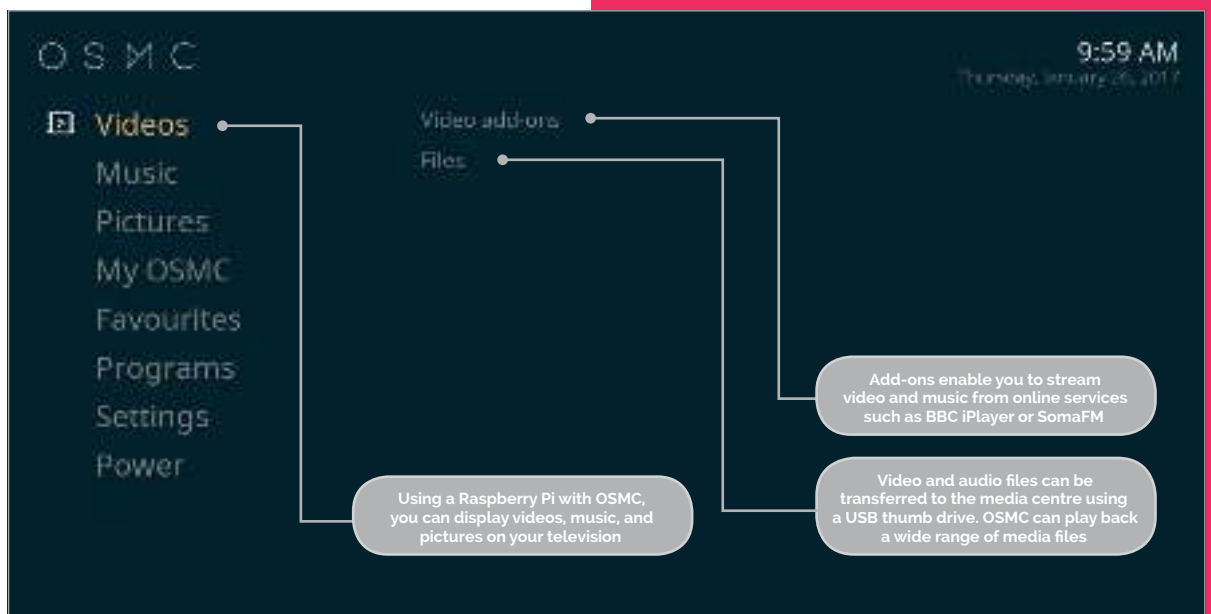 OSMC
9:59 AM
Thursday, January 26, 2017
Videos
Music
Pictures
My OSMC
Favourites
Programs
Settings
Power
Video add-ons
Files
Add-ons enable you to stream
video and music from online services
such as BBC iPlayer or SomaFM
Using a Raspberry Pi with OSMC,
you can display videos, music, and
pictures on your television
Video and audio files can be
transferred to the media centre using
a USB thumb drive. OSMC can play back
a wide range of media files